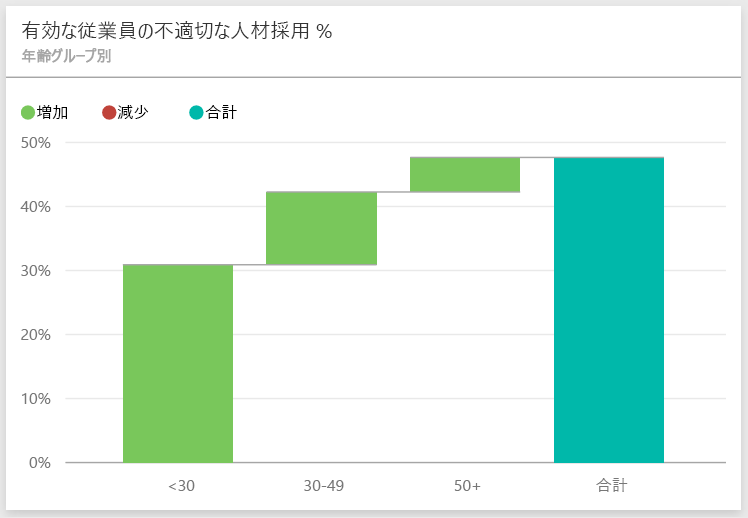 有効な従業員の不適切な人材採用 %
年齢グループ別
増加 減少 合計
50%
40%
30%
20%
10%
0%
<30 30-49 50+ 合計